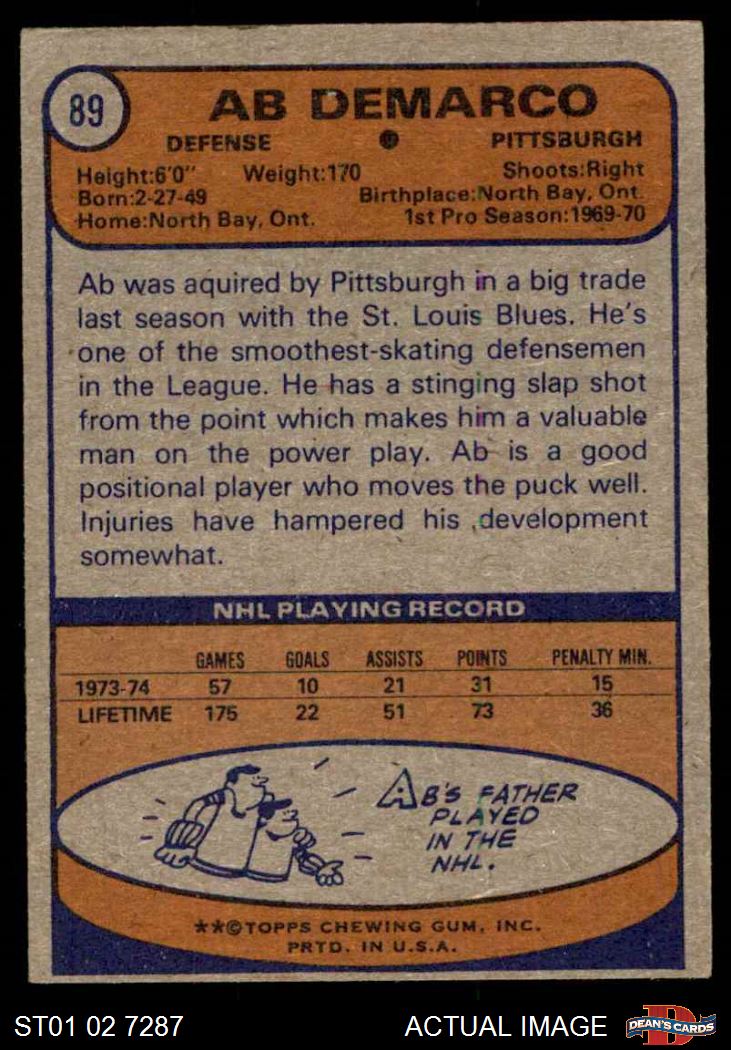 89
AB DEMARCO
DEFENSE ● PITTSBURGH
Height:6'0" Weight:170 Shoots:Right
Born:2-27-49 Birthplace:North Bay, Ont.
Home:North Bay, Ont. 1st Pro Season:1969-70
Ab was aquired by Pittsburgh in a big trade
last season with the St. Louis Blues. He's
one of the smoothest-skating defensemen
in the League. He has a stinging slap shot
from the point which makes him a valuable
man on the power play. Ab is a good
positional player who moves the puck well.
Injuries have hampered his development
somewhat.
NHL PLAYING RECORD
GAMES GOALS ASSISTS POINTS PENALTY MIN.
1973-74 57 10 21 31 15
LIFETIME 175 22 51 73 36
AB'S FATHER
PLAYED
IN THE
NHL.
**©TOPPS CHEWING GUM, INC.
PRTD. IN U.S.A.
ST01 02 7287 ACTUAL IMAGE DEAN'S CARDS